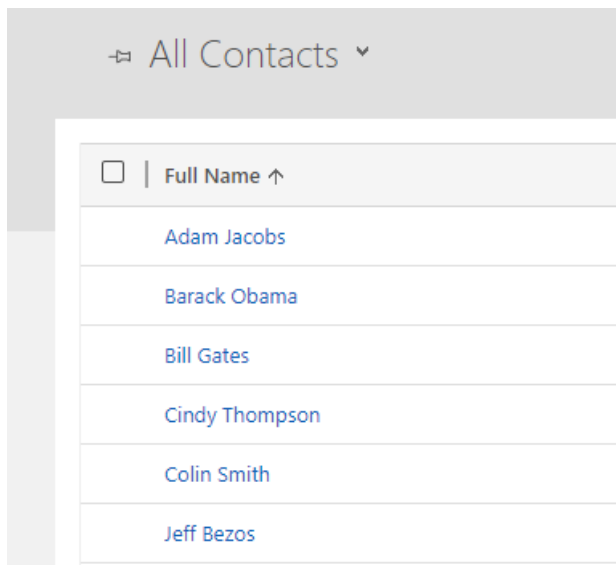 All Contacts
Full Name
Adam Jacobs
Barack Obama
Bill Gates
Cindy Thompson
Colin Smith
Jeff Bezos